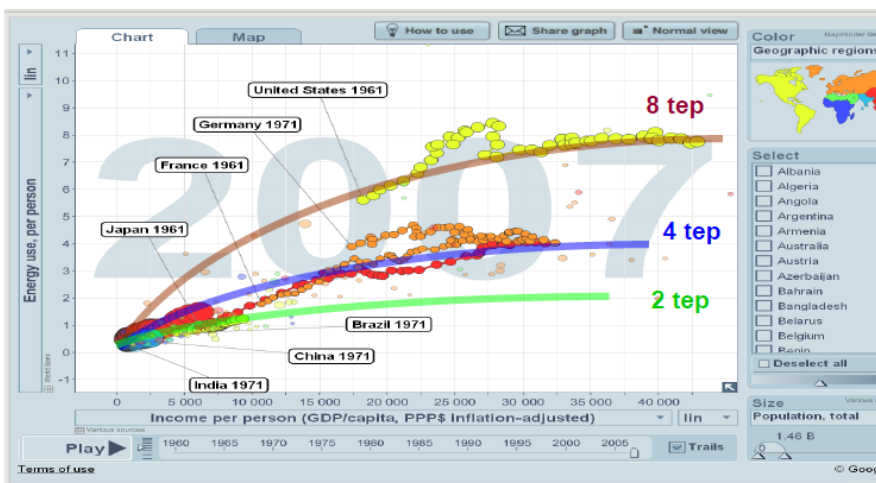 Chart
Map
How to use
Share graph
Normal view
Color
Geographic regions
lin
Energy use, per person
11
10
9
8
7
6
5
4
3
2
1
0
-1
2007
United States 1961
Germany 1971
France 1961
Japan 1961
Brazil 1971
China 1971
India 1971
8 tep
4 tep
2 tep
Select
Albania
Algeria
Angola
Argentina
Armenia
Australia
Austria
Azerbaijan
Bahrain
Bangladesh
Belarus
Belgium
Benin
Deselect all
0
5 000
10 000
15 000
20 000
25 000
30 000
35 000
40 000
Income per person (GDP/capita, PPP$ inflation-adjusted)
lin
Various sources
Size
Population, total
1.46 B
0
Play
1960
1965
1970
1975
1980
1985
1990
1995
2000
2005
Trails
Terms of use
© Goog